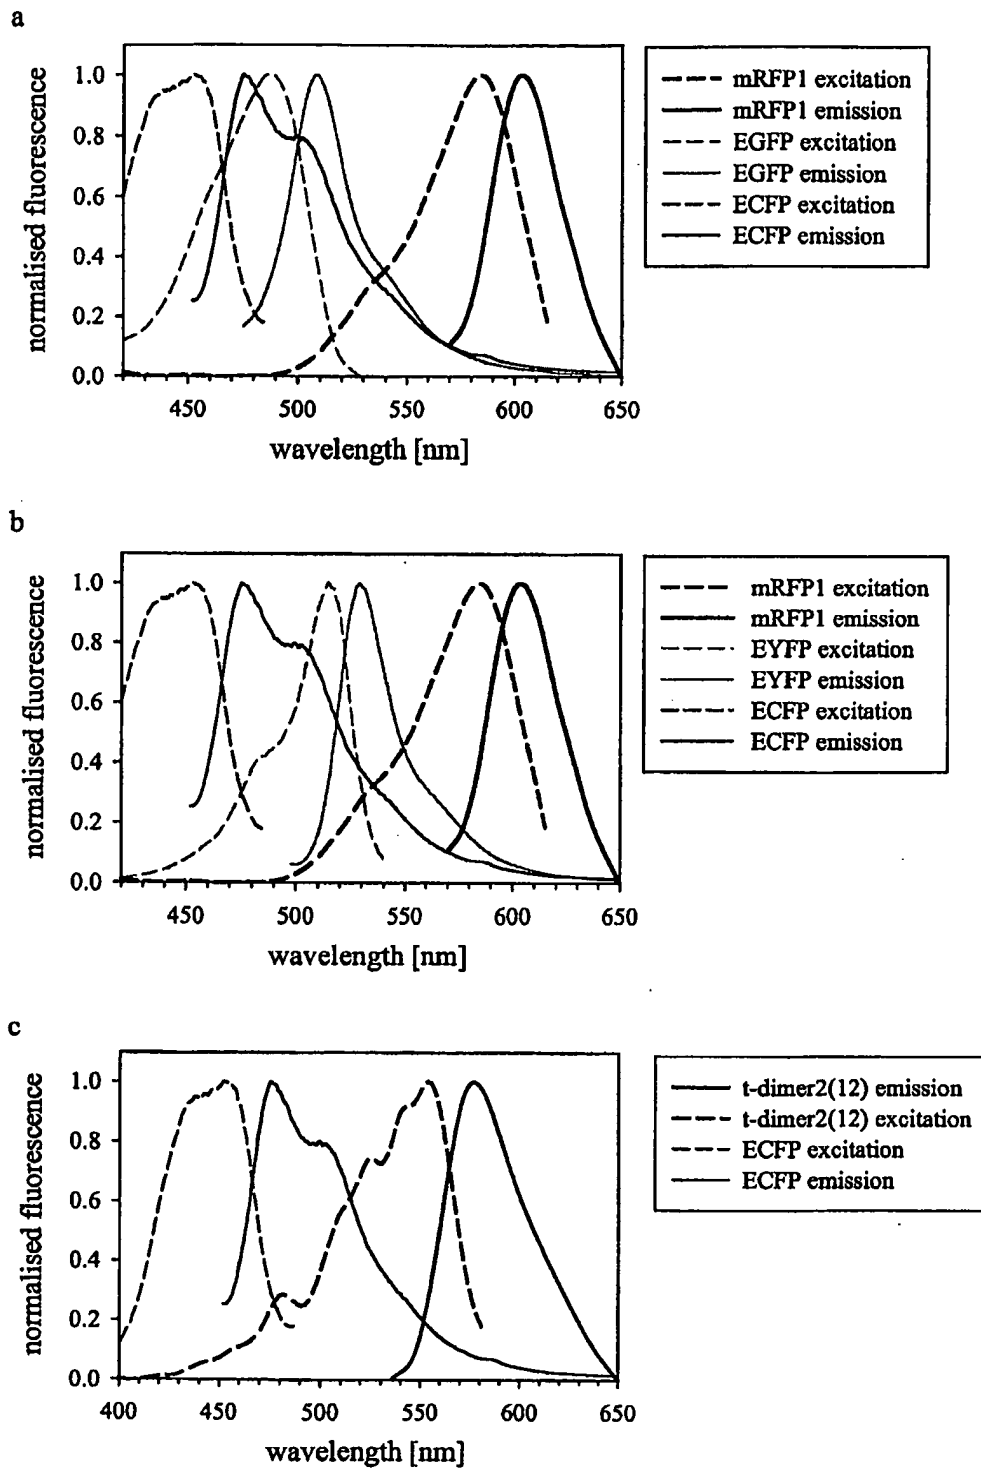 a
normalised fluorescence
1.0
0.8
0.6
0.4
0.2
0.0
450 500 550 600 650
wavelength [nm]
mRFP1 excitation
mRFP1 emission
EGFP excitation
EGFP emission
ECFP excitation
ECFP emission
b
normalised fluorescence
1.0
0.8
0.6
0.4
0.2
0.0
450 500 550 600 650
wavelength [nm]
mRFP1 excitation
mRFP1 emission
EYFP excitation
EYFP emission
ECFP excitation
ECFP emission
c
normalised fluorescence
1.0
0.8
0.6
0.4
0.2
0.0
400 450 500 550 600 650
wavelength [nm]
t-dimer2(12) emission
t-dimer2(12) excitation
ECFP excitation
ECFP emission